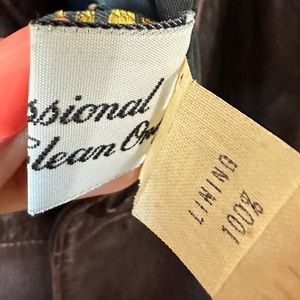 ssional
Clean On
LINING
100%